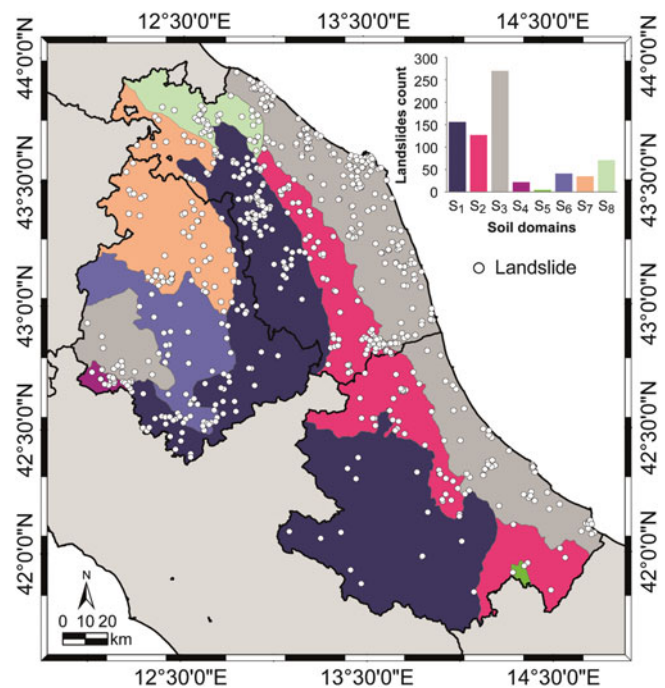 12°30'0"E 13°30'0"E 14°30'0"E
44°0'0"N
43°30'0"N
43°0'0"N
42°30'0"N
42°0'0"N
44°0'0"N
43°30'0"N
43°0'0"N
42°30'0"N
42°0'0"N
Landslides count
300
250
200
150
100
50
0
S1 S2 S3 S4 S5 S6 S7 S8
Soil domains
Landslide
N
0 10 20
km
12°30'0"E 13°30'0"E 14°30'0"E